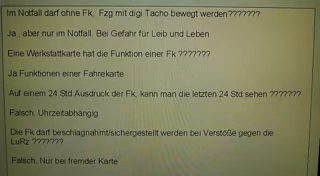 Im Notfall darf ohne Fk, Fzg mit digi Tacho bewegt werden???????
Ja, aber nur im Notfall. Bei Gefahr für Leib und Leben
Eine Werkstattkarte hat die Funktion einer Fk ???????
Ja Funktionen einer Fahrekarte
Auf einem 24 Std.Ausdruck der Fk, kann man die letzten 24 Std sehen ???????
Falsch. Uhrzeitabhängig
Die Fk darf beschlagnahmt/sichergestellt werden bei Verstöße gegen die
LuRz ???????
Falsch. Nur bei fremder Karte